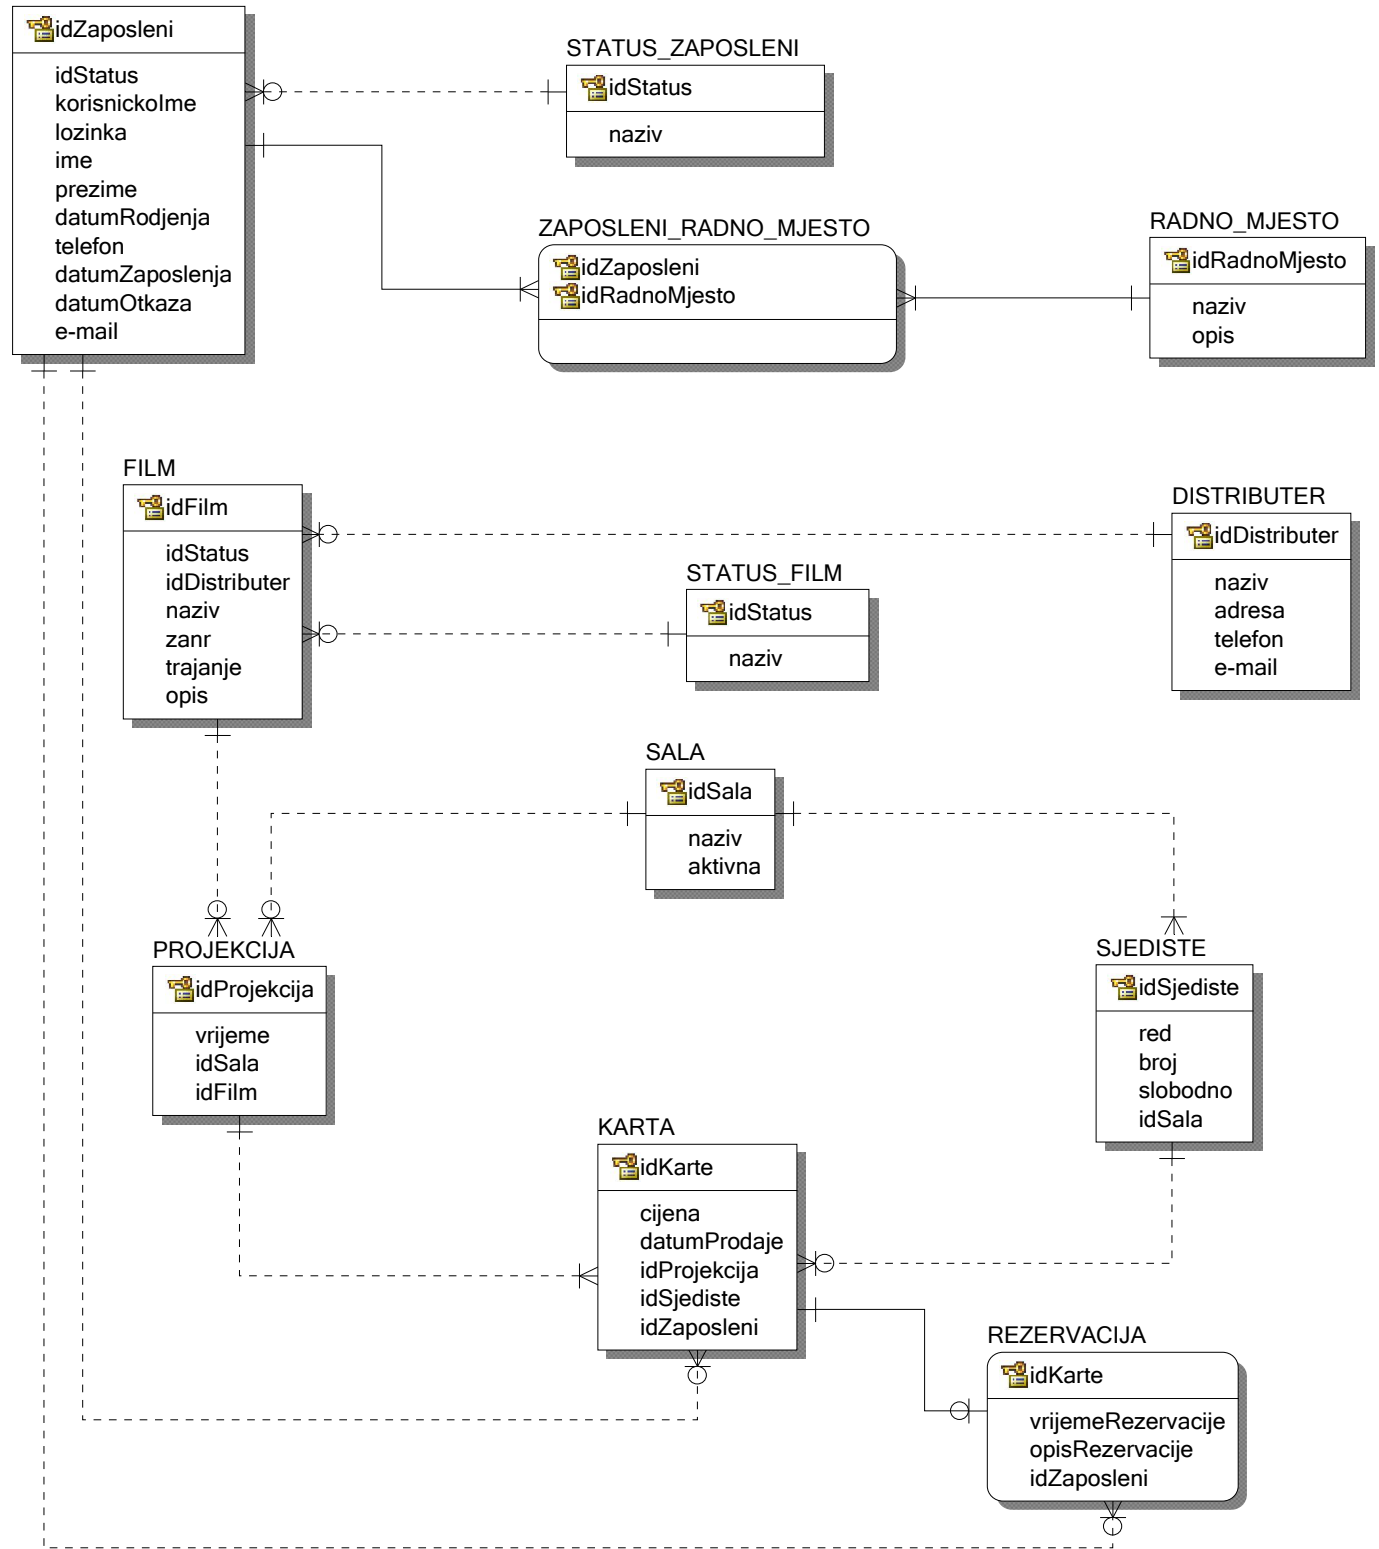 idZaposleni
idStatus
korisnickoIme
lozinka
ime
prezime
datumRodjenja
telefon
datumZaposlenja
datumOtkaza
e-mail
STATUS_ZAPOSLENI
idStatus
naziv
ZAPOSLENI_RADNO_MJESTO
idZaposleni
idRadnoMjesto
RADNO_MJESTO
idRadnoMjesto
naziv
opis
FILM
idFilm
idStatus
idDistributer
naziv
zanr
trajanje
opis
STATUS_FILM
idStatus
naziv
DISTRIBUTER
idDistributer
naziv
adresa
telefon
e-mail
SALA
idSala
naziv
aktivna
PROJEKCIJA
idProjekcija
vrijeme
idSala
idFilm
SJEDISTE
idSjediste
red
broj
slobodno
idSala
KARTA
idKarte
cijena
datumProdaje
idProjekcija
idSjediste
idZaposleni
REZERVACIJA
idKarte
vrijemeRezervacije
opisRezervacije
idZaposleni